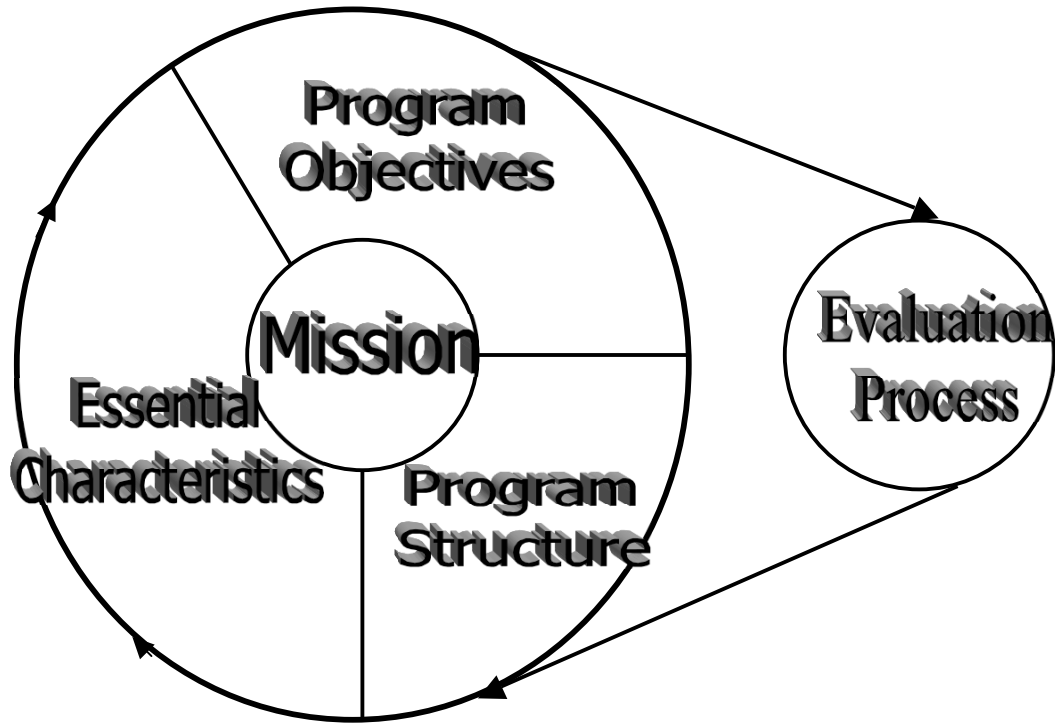 Program
Objectives
Mission
Essential
Characteristics
Program
Structure
Evaluation
Process